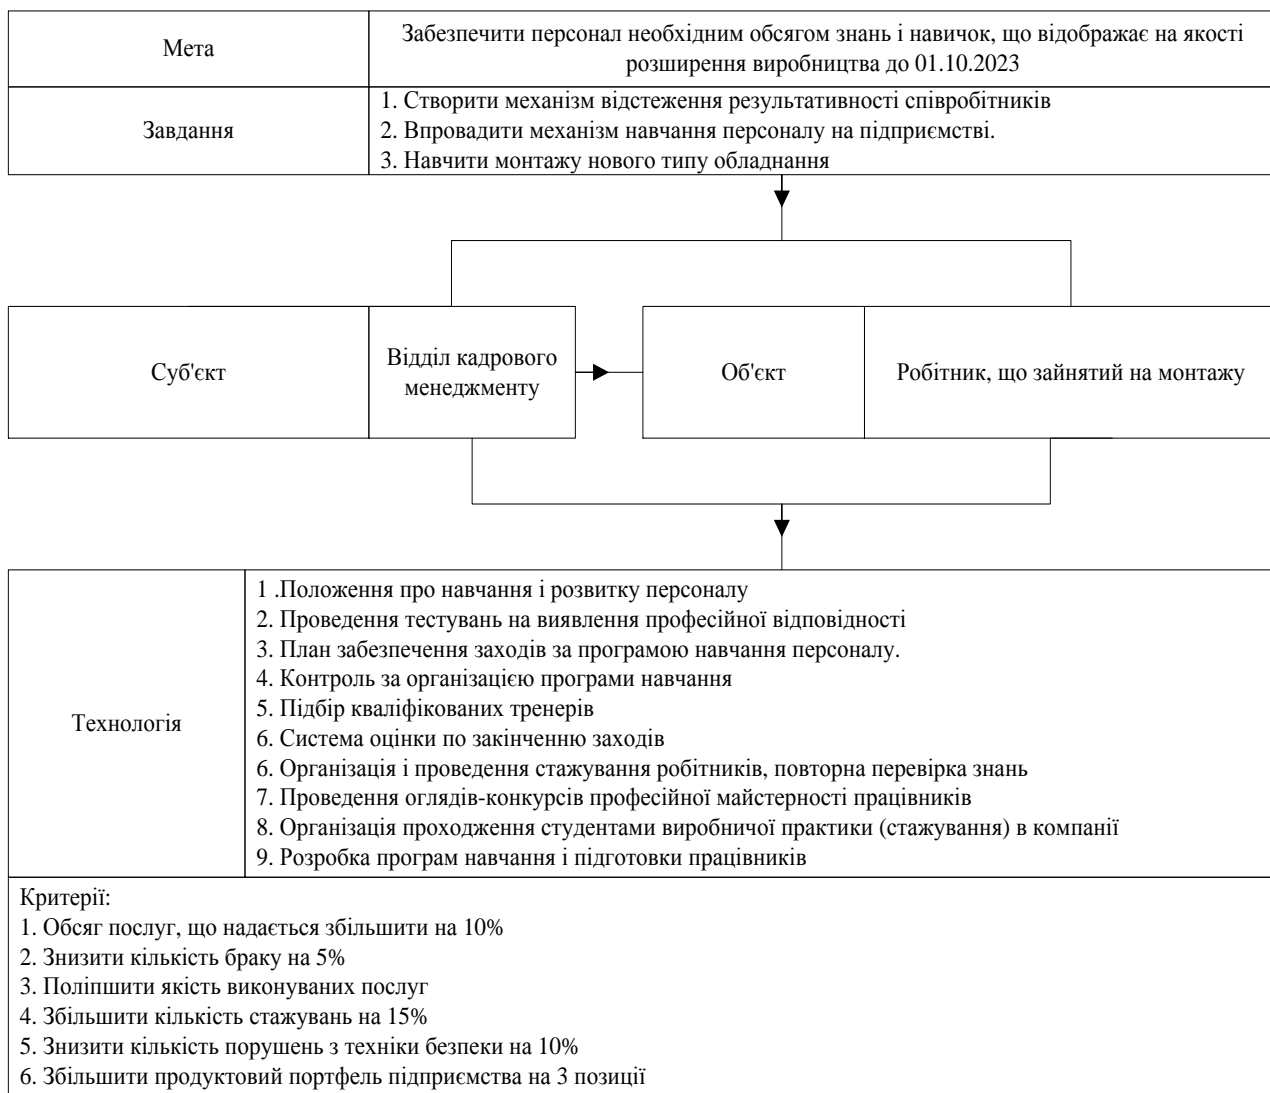 Мета
Забезпечити персонал необхідним обсягом знань і навичок, що відображає на якості
розширення виробництва до 01.10.2023
Завдання
1. Створити механізм відстеження результативності співробітників
2. Впровадити механізм навчання персоналу на підприємстві.
3. Навчити монтажу нового типу обладнання
Суб'єкт
Відділ кадрового
менеджменту
Об'єкт
Робітник, що зайнятий на монтажу
Технологія
1 .Положення про навчання і розвитку персоналу
2. Проведення тестувань на виявлення професійної відповідності
3. План забезпечення заходів за програмою навчання персоналу.
4. Контроль за організацією програми навчання
5. Підбір кваліфікованих тренерів
6. Система оцінки по закінченню заходів
6. Організація і проведення стажування робітників, повторна перевірка знань
7. Проведення оглядів-конкурсів професійної майстерності працівників
8. Організація проходження студентами виробничої практики (стажування) в компанії
9. Розробка програм навчання і підготовки працівників
Критерії:
1. Обсяг послуг, що надається збільшити на 10%
2. Знизити кількість браку на 5%
3. Поліпшити якість виконуваних послуг
4. Збільшити кількість стажувань на 15%
5. Знизити кількість порушень з техніки безпеки на 10%
6. Збільшити продуктовий портфель підприємства на 3 позиції